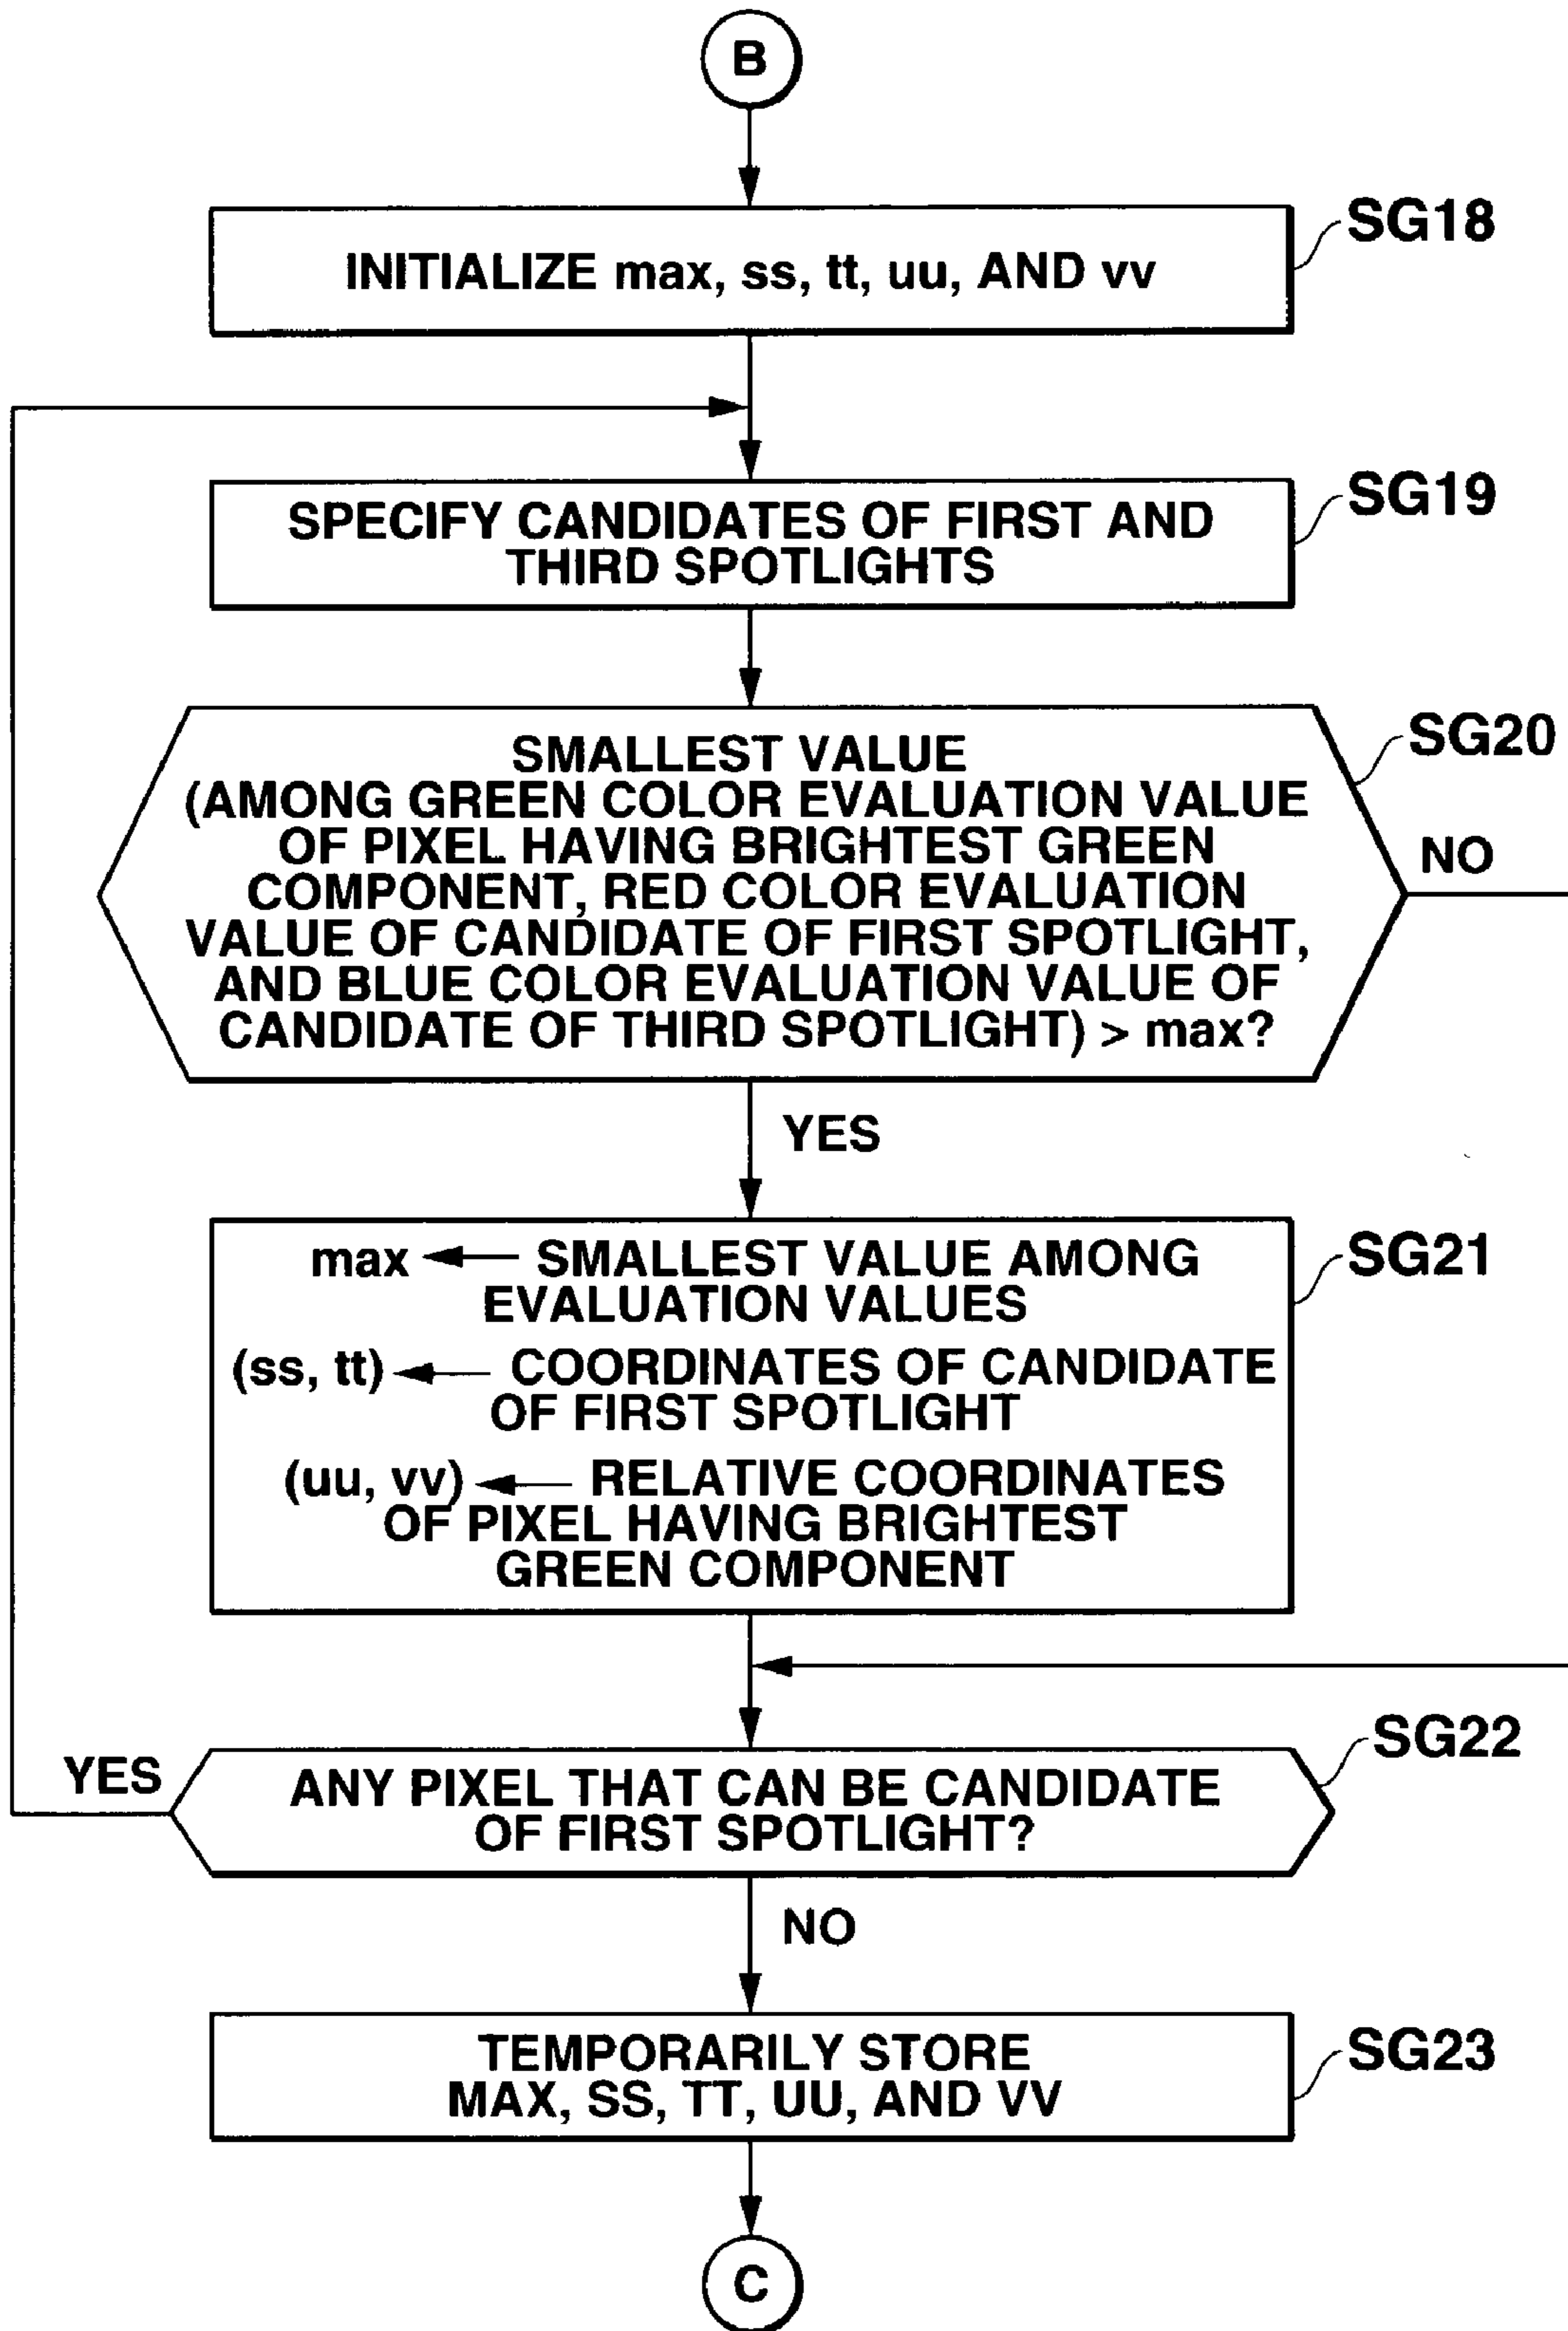 B
SG18
INITIALIZE max, ss, tt, uu, AND vv
SG19
SPECIFY CANDIDATES OF FIRST AND
THIRD SPOTLIGHTS
SG20
SMALLEST VALUE
(AMONG GREEN COLOR EVALUATION VALUE
OF PIXEL HAVING BRIGHTEST GREEN
COMPONENT, RED COLOR EVALUATION
VALUE OF CANDIDATE OF FIRST SPOTLIGHT,
AND BLUE COLOR EVALUATION VALUE OF
CANDIDATE OF THIRD SPOTLIGHT) > max?
NO
YES
SG21
max ← SMALLEST VALUE AMONG
EVALUATION VALUES
(ss, tt) ← COORDINATES OF CANDIDATE
OF FIRST SPOTLIGHT
(uu, vv) ← RELATIVE COORDINATES
OF PIXEL HAVING BRIGHTEST
GREEN COMPONENT
SG22
YES
ANY PIXEL THAT CAN BE CANDIDATE
OF FIRST SPOTLIGHT?
NO
SG23
TEMPORARILY STORE
MAX, SS, TT, UU, AND VV
C